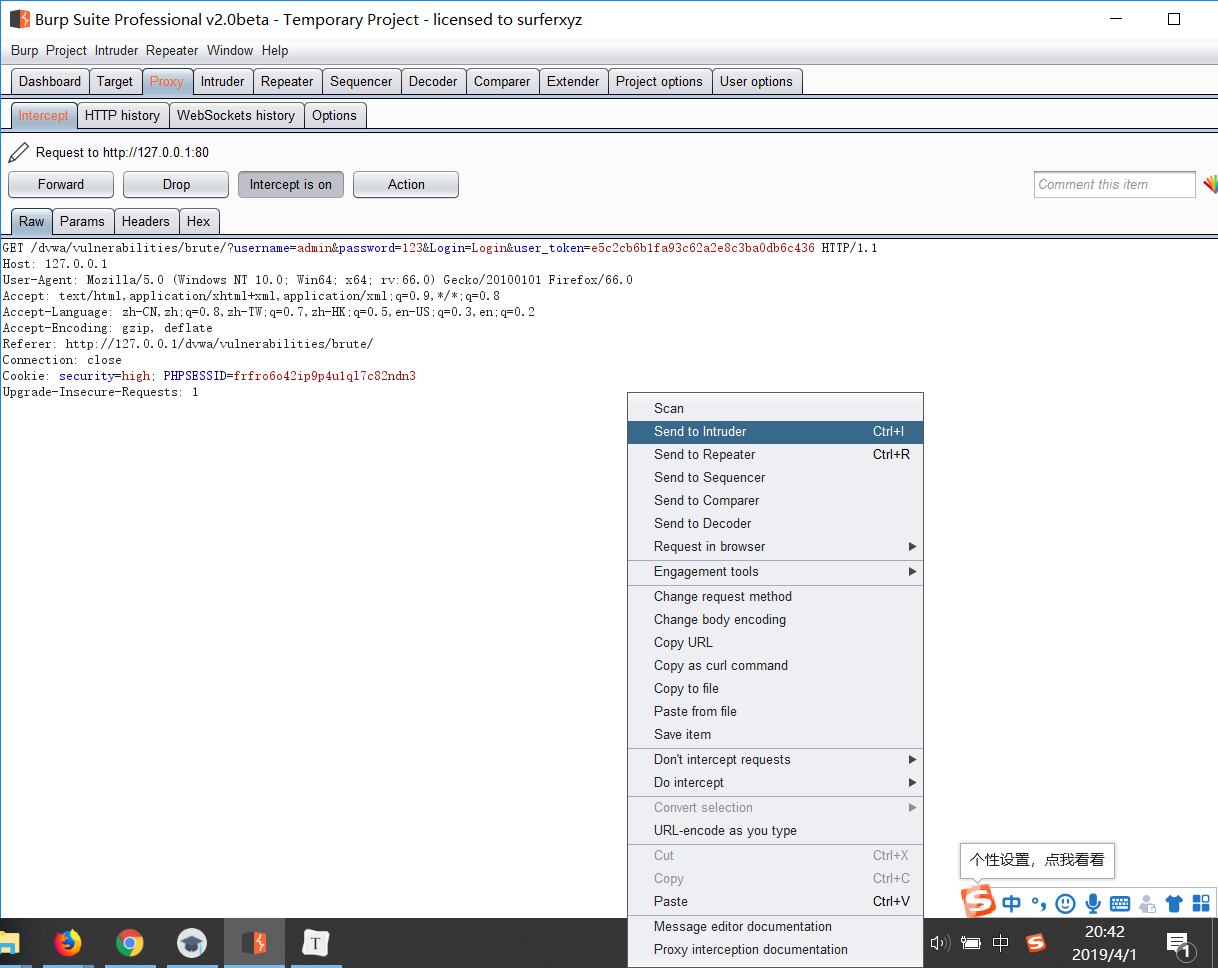 Burp Suite Professional v2.0beta - Temporary Project - licensed to surferxyz
Burp Project Intruder Repeater Window Help
Dashboard Target Proxy Intruder Repeater Sequencer Decoder Comparer Extender Project options User options
Intercept HTTP history WebSockets history Options
Request to http://127.0.0.1:80
Forward Drop Intercept is on Action Comment this item
Raw Params Headers Hex
GET /dvwa/vulnerabilities/brute/?username=admin&password=123&Login=Login&user_token=e5c2cb6b1fa93c62a2e8c3ba0db6c436 HTTP/1.1
Host: 127.0.0.1
User-Agent: Mozilla/5.0 (Windows NT 10.0; Win64; x64; rv:66.0) Gecko/20100101 Firefox/66.0
Accept: text/html,application/xhtml+xml,application/xml;q=0.9,*/*;q=0.8
Accept-Language: zh-CN,zh;q=0.8,zh-TW;q=0.7,zh-HK;q=0.5,en-US;q=0.3,en;q=0.2
Accept-Encoding: gzip, deflate
Referer: http://127.0.0.1/dvwa/vulnerabilities/brute/
Connection: close
Cookie: security=high; PHPSESSID=frfro6o42ip9p4u1ql7c82ndn3
Upgrade-Insecure-Requests: 1
Scan
Send to Intruder Ctrl+I
Send to Repeater Ctrl+R
Send to Sequencer
Send to Comparer
Send to Decoder
Request in browser
Engagement tools
Change request method
Change body encoding
Copy URL
Copy as curl command
Copy to file
Paste from file
Save item
Don't intercept requests
Do intercept
Convert selection
URL-encode as you type
Cut Ctrl+X
Copy Ctrl+C
Paste Ctrl+V
Message editor documentation
Proxy interception documentation
个性设置，点我看看
S 中
T
中 S
20:42
2019/4/1
1